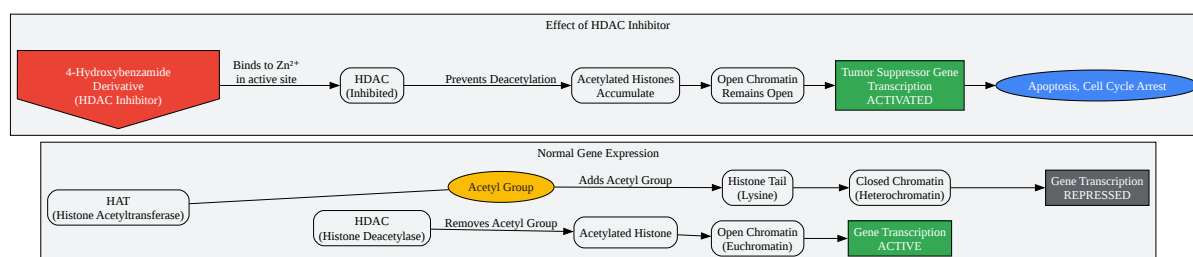 Effect of HDAC Inhibitor
4-Hydroxybenzamide
Derivative
(HDAC Inhibitor)
Binds to Zn²⁺
in active site
HDAC
(Inhibited)
Prevents Deacetylation
Acetylated Histones
Accumulate
Open Chromatin
Remains Open
Tumor Suppressor Gene
Transcription
ACTIVATED
Apoptosis, Cell Cycle Arrest
Normal Gene Expression
HAT
(Histone Acetyltransferase)
Acetyl Group
Adds Acetyl Group
Histone Tail
(Lysine)
Closed Chromatin
(Heterochromatin)
Gene Transcription
REPRESSED
HDAC
(Histone Deacetylase)
Removes Acetyl Group
Acetylated Histone
Open Chromatin
(Euchromatin)
Gene Transcription
ACTIVE